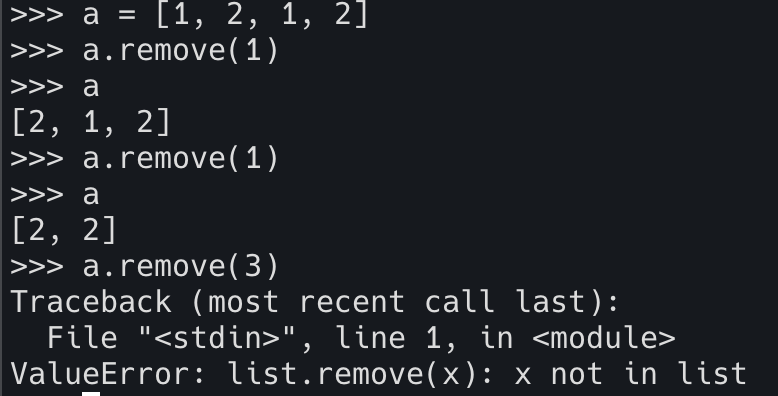 >>> a = [1, 2, 1, 2]
>>> a.remove(1)
>>> a
[2, 1, 2]
>>> a.remove(1)
>>> a
[2, 2]
>>> a.remove(3)
Traceback (most recent call last):
  File "<stdin>", line 1, in <module>
ValueError: list.remove(x): x not in list